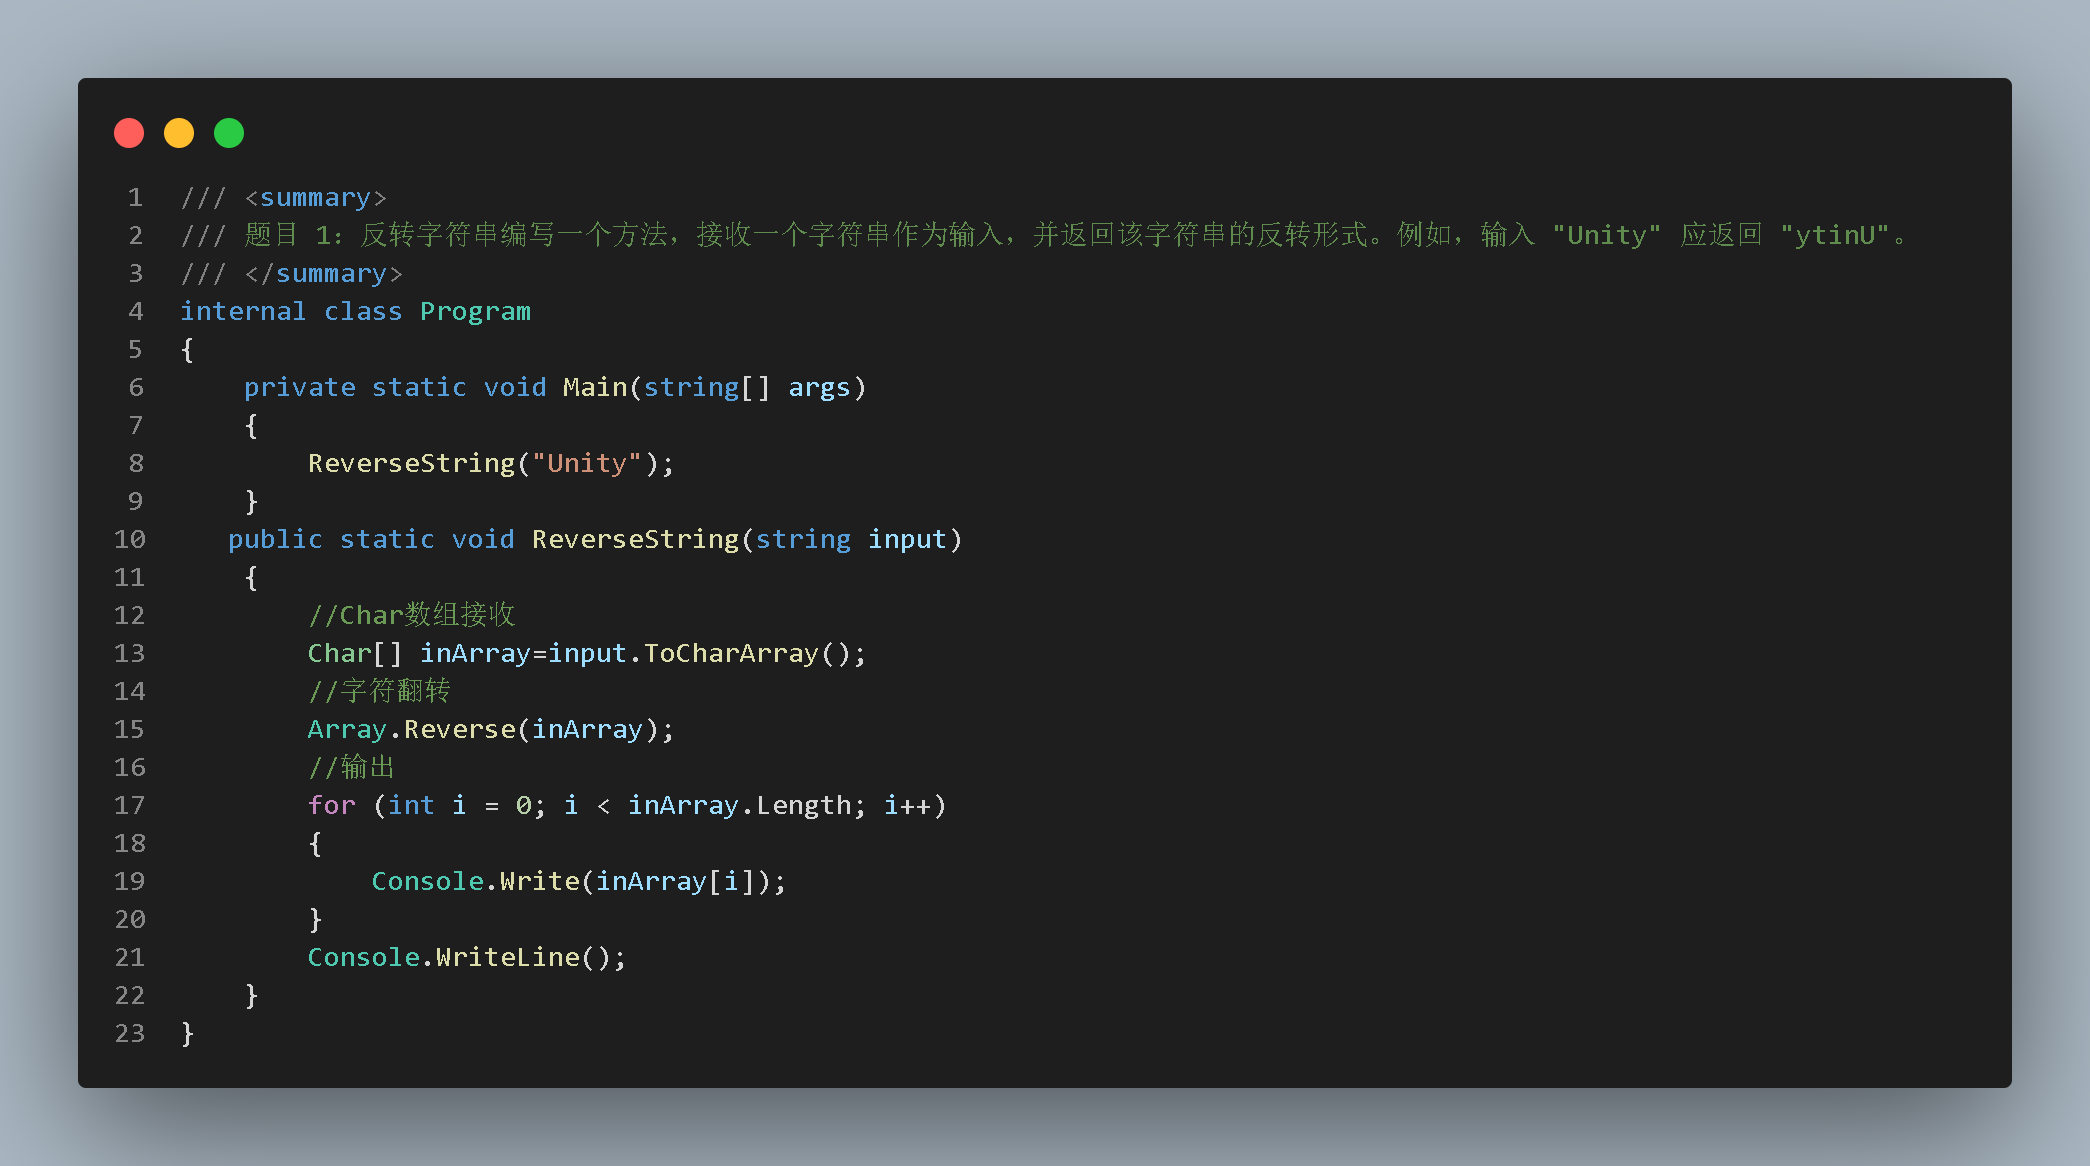 1 /// <summary>
2 /// 题目 1：反转字符串编写一个方法，接收一个字符串作为输入，并返回该字符串的反转形式。例如，输入 "Unity" 应返回 "ytinU"。
3 /// </summary>
4 internal class Program
5 {
6     private static void Main(string[] args)
7     {
8         ReverseString("Unity");
9     }
10    public static void ReverseString(string input)
11     {
12         //Char数组接收
13         Char[] inArray=input.ToCharArray();
14         //字符翻转
15         Array.Reverse(inArray);
16         //输出
17         for (int i = 0; i < inArray.Length; i++)
18         {
19             Console.Write(inArray[i]);
20         }
21         Console.WriteLine();
22     }
23 }